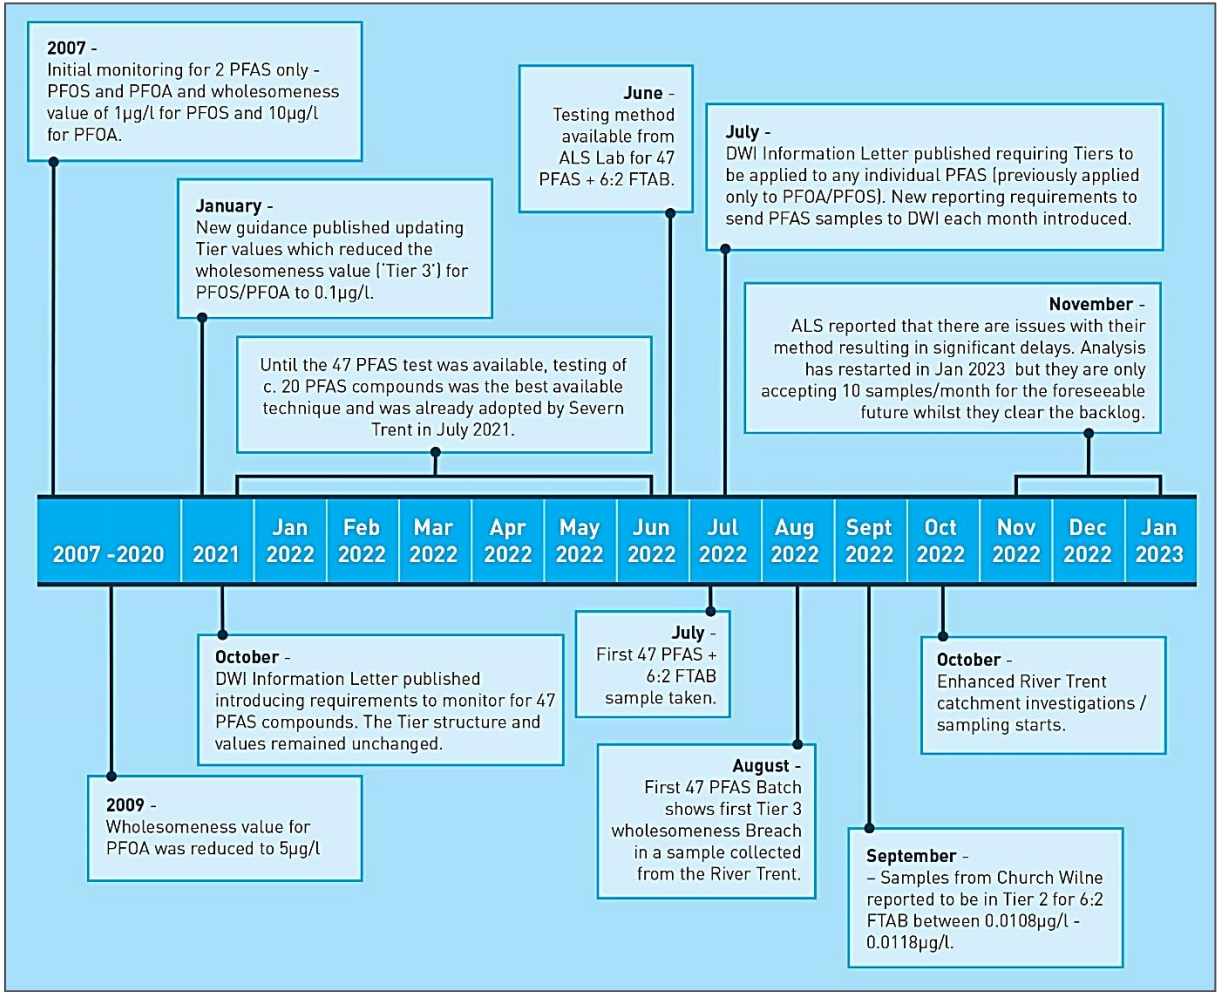 2007 -
Initial monitoring for 2 PFAS only -
PFOS and PFOA and wholesomeness
value of 1µg/l for PFOS and 10µg/l
for PFOA.
January -
New guidance published updating
Tier values which reduced the
wholesomeness value ('Tier 3') for
PFOS/PFOA to 0.1µg/l.
Until the 47 PFAS test was available, testing of
c. 20 PFAS compounds was the best available
technique and was already adopted by Severn
Trent in July 2021.
June -
Testing method
available from
ALS Lab for 47
PFAS + 6:2 FTAB.
July -
DWI Information Letter published requiring Tiers to
be applied to any individual PFAS (previously applied
only to PFOA/PFOS). New reporting requirements to
send PFAS samples to DWI each month introduced.
November -
ALS reported that there are issues with their
method resulting in significant delays. Analysis
has restarted in Jan 2023 but they are only
accepting 10 samples/month for the foreseeable
future whilst they clear the backlog.
2007 -2020
2021
Jan
2022
Feb
2022
Mar
2022
Apr
2022
May
2022
Jun
2022
Jul
2022
Aug
2022
Sept
2022
Oct
2022
Nov
2022
Dec
2022
Jan
2023
2009 -
Wholesomeness value for
PFOA was reduced to 5µg/l
October -
DWI Information Letter published
introducing requirements to monitor for 47
PFAS compounds. The Tier structure and
values remained unchanged.
July -
First 47 PFAS +
6:2 FTAB
sample taken.
August -
First 47 PFAS Batch
shows first Tier 3
wholesomeness Breach
in a sample collected
from the River Trent.
September -
– Samples from Church Wilne
reported to be in Tier 2 for 6:2
FTAB between 0.0108µg/l -
0.0118µg/l.
October -
Enhanced River Trent
catchment investigations /
sampling starts.